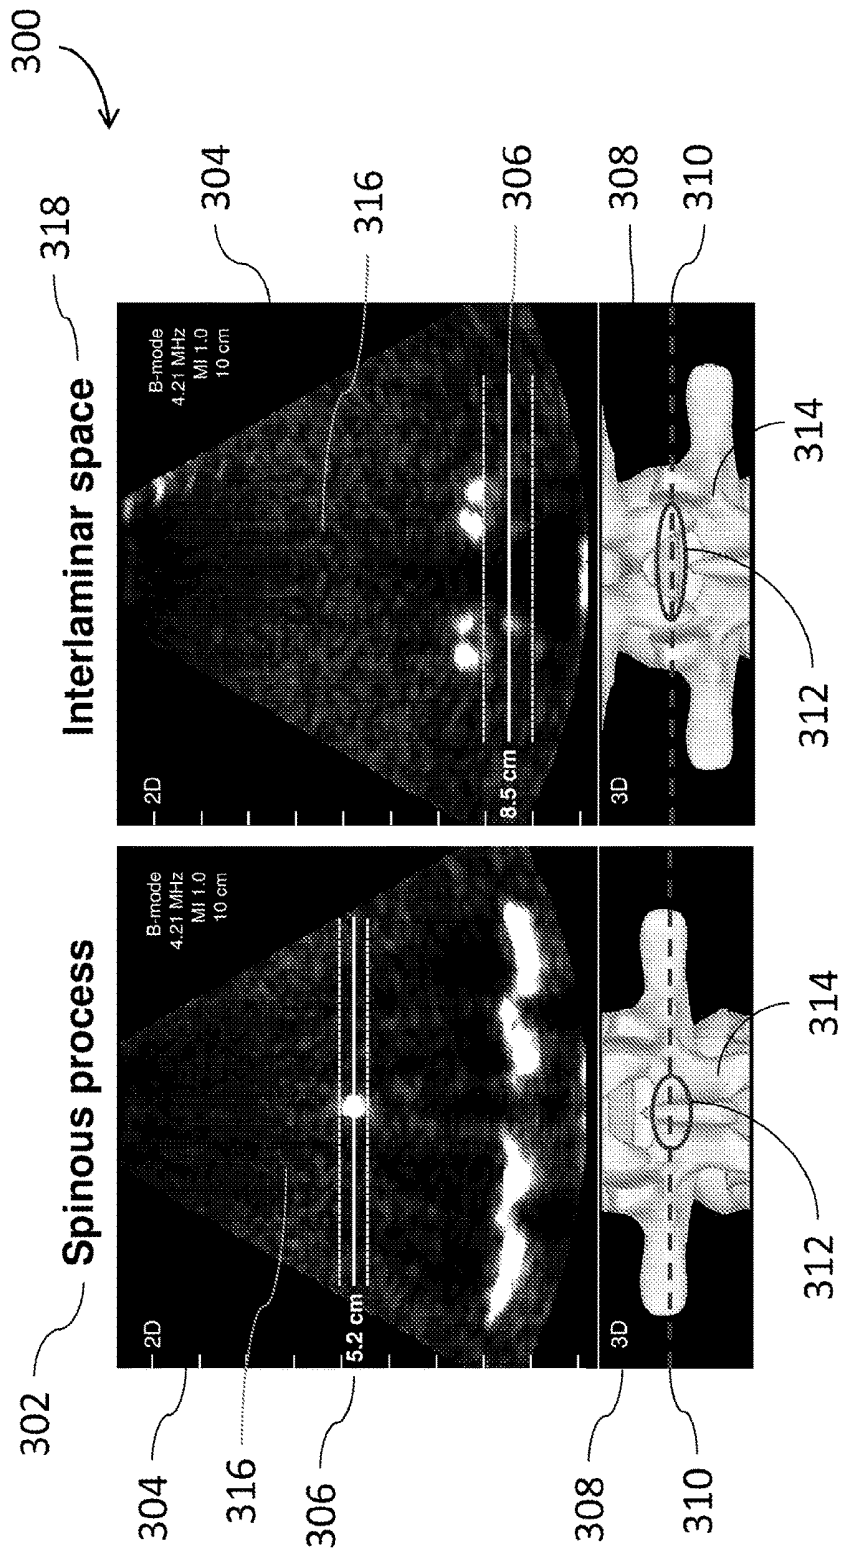 300
302
Spinous process
Interlaminar space
318
304
316
306
308
310
2D
B-mode
4.21 MHz
MI 1.0
10 cm
5.2 cm
3D
2D
B-mode
4.21 MHz
MI 1.0
10 cm
8.5 cm
3D
304
316
306
308
310
312
314
312
314